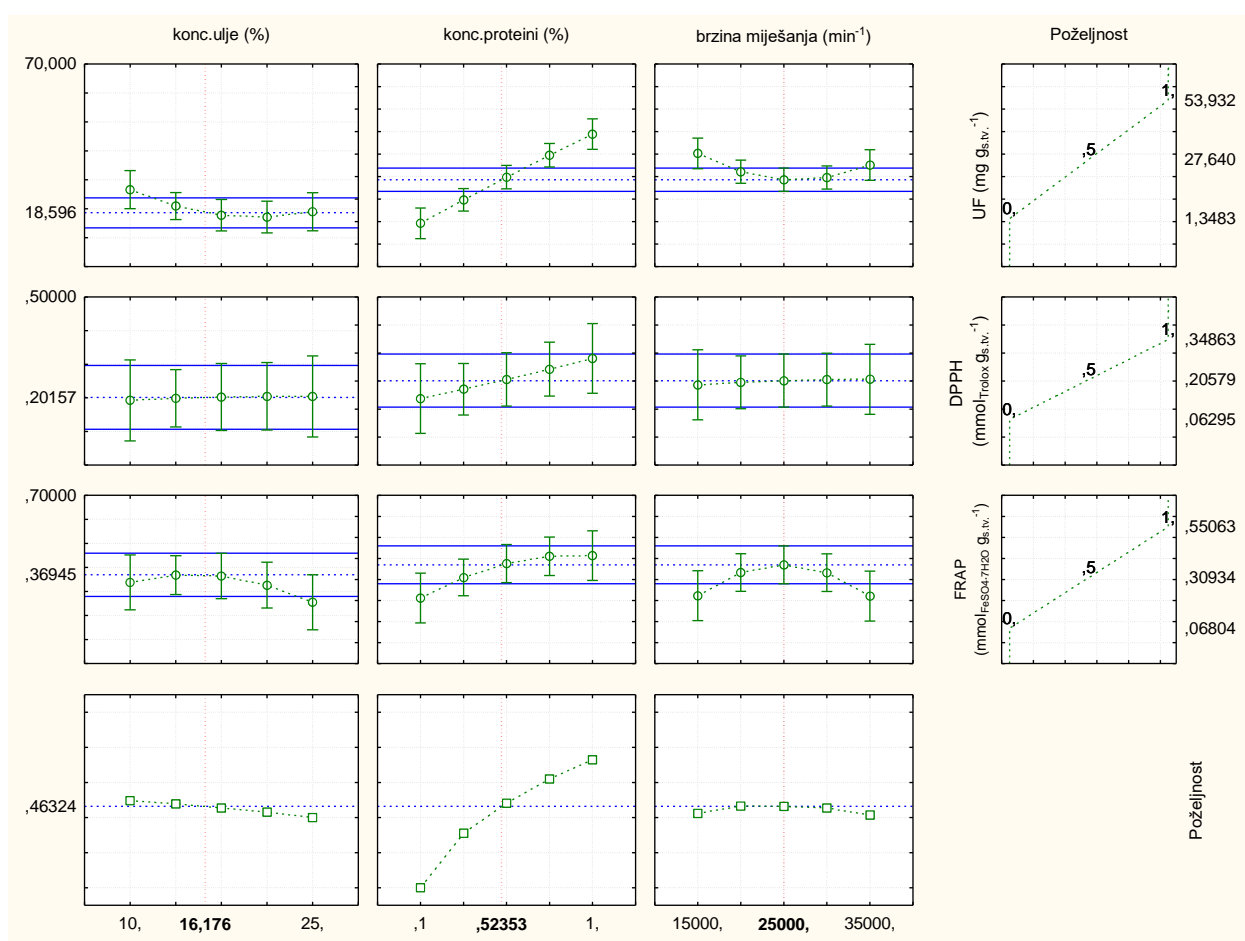 konc.ulje (%) konc.proteini (%) brzina miješanja (min-1) Poželjnost
70,000
18,596
1, 53,932
,5 27,640
0, 1,3483
UF (mg gs.tv.-1)
,50000
,20157
1, ,34863
,5 ,20579
0, ,06295
DPPH
(mmolTrolox gs.tv.-1)
,70000
,36945
1, ,55063
,5 ,30934
0, ,06804
FRAP
(mmolFeSO4-7H2O gs.tv.-1)
,46324
Poželjnost
10, 16,176 25, ,1 ,52353 1, 15000, 25000, 35000,